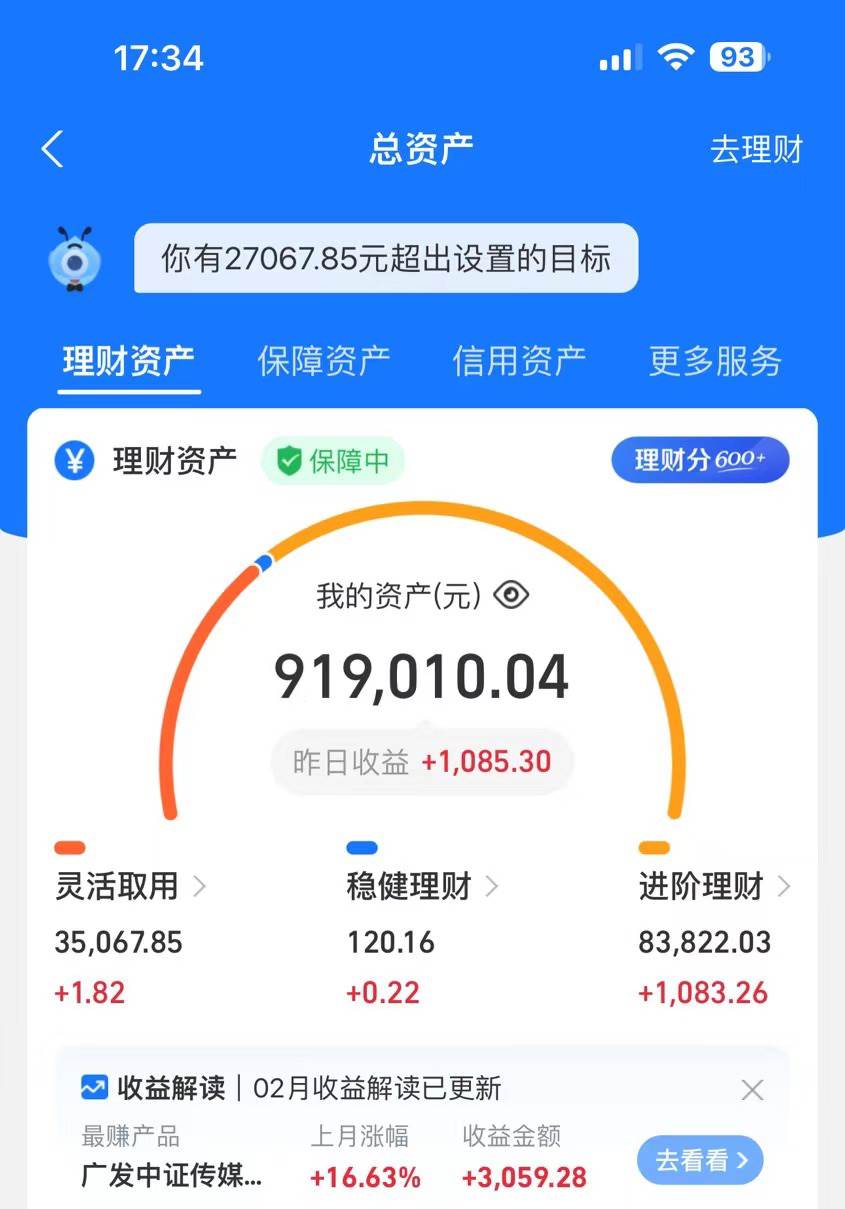 17:34
93
总资产
去理财
你有27067.85元超出设置的目标
理财资产 保障资产 信用资产 更多服务
¥ 理财资产 保障中 理财分600+
我的资产(元)
919,010.04
昨日收益 +1,085.30
灵活取用 稳健理财 进阶理财
35,067.85 120.16 83,822.03
+1.82 +0.22 +1,083.26
收益解读 | 02月收益解读已更新
最赚产品 上月涨幅 收益金额
广发中证传媒... +16.63% +3,059.28 去看看